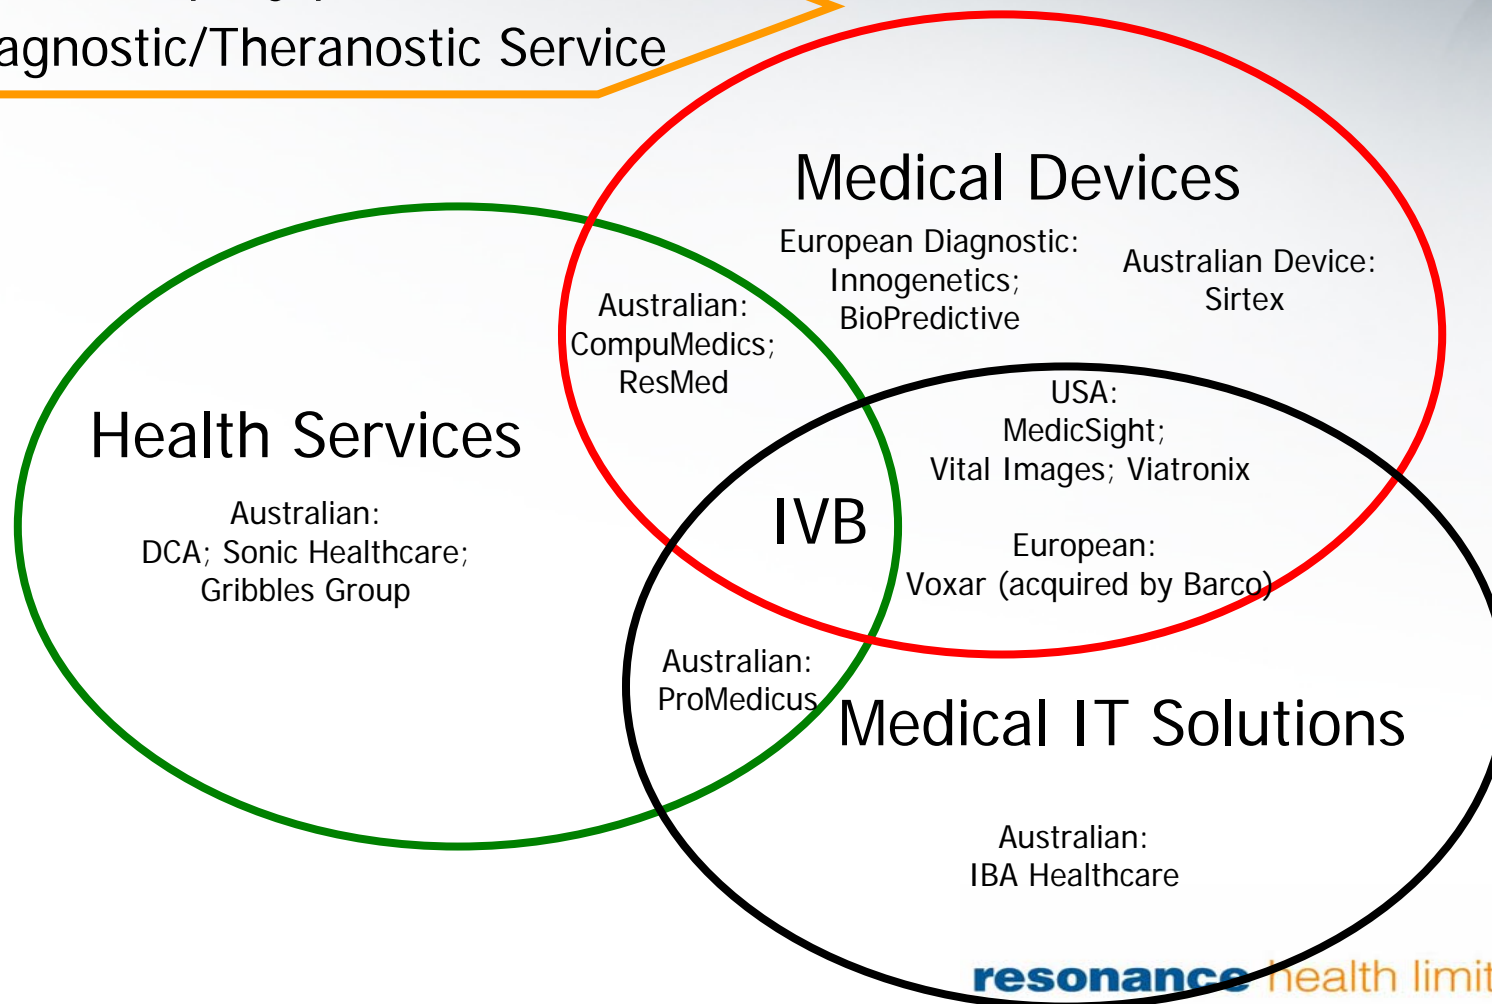 agnostic/Theranostic Service
Medical Devices
European Diagnostic:
Innogenetics;
BioPredictive
Australian Device:
Sirtex
Australian:
CompuMedics;
ResMed
USA:
MedicSight;
Vital Images; Viatronix
Health Services
Australian:
DCA; Sonic Healthcare;
Gribbles Group
IVB
European:
Voxar (acquired by Barco)
Australian:
ProMedicus
Medical IT Solutions
Australian:
IBA Healthcare
resonance health limit